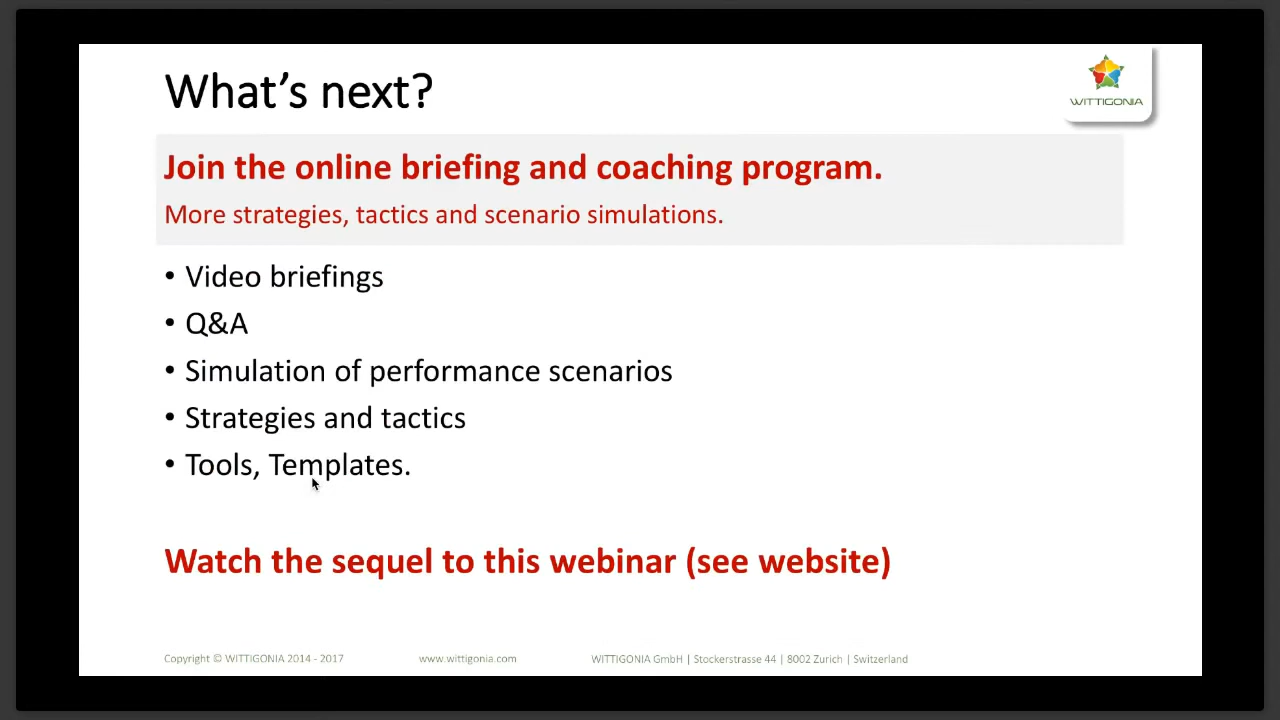 What's next?
WITTIGONIA
Join the online briefing and coaching program.
More strategies, tactics and scenario simulations.
• Video briefings
• Q&A
• Simulation of performance scenarios
• Strategies and tactics
• Tools, Templates.
Watch the sequel to this webinar (see website)
Copyright © WITTIGONIA 2014 - 2017 www.wittigonia.com WITTIGONIA GmbH | Stockerstrasse 44 | 8002 Zurich | Switzerland